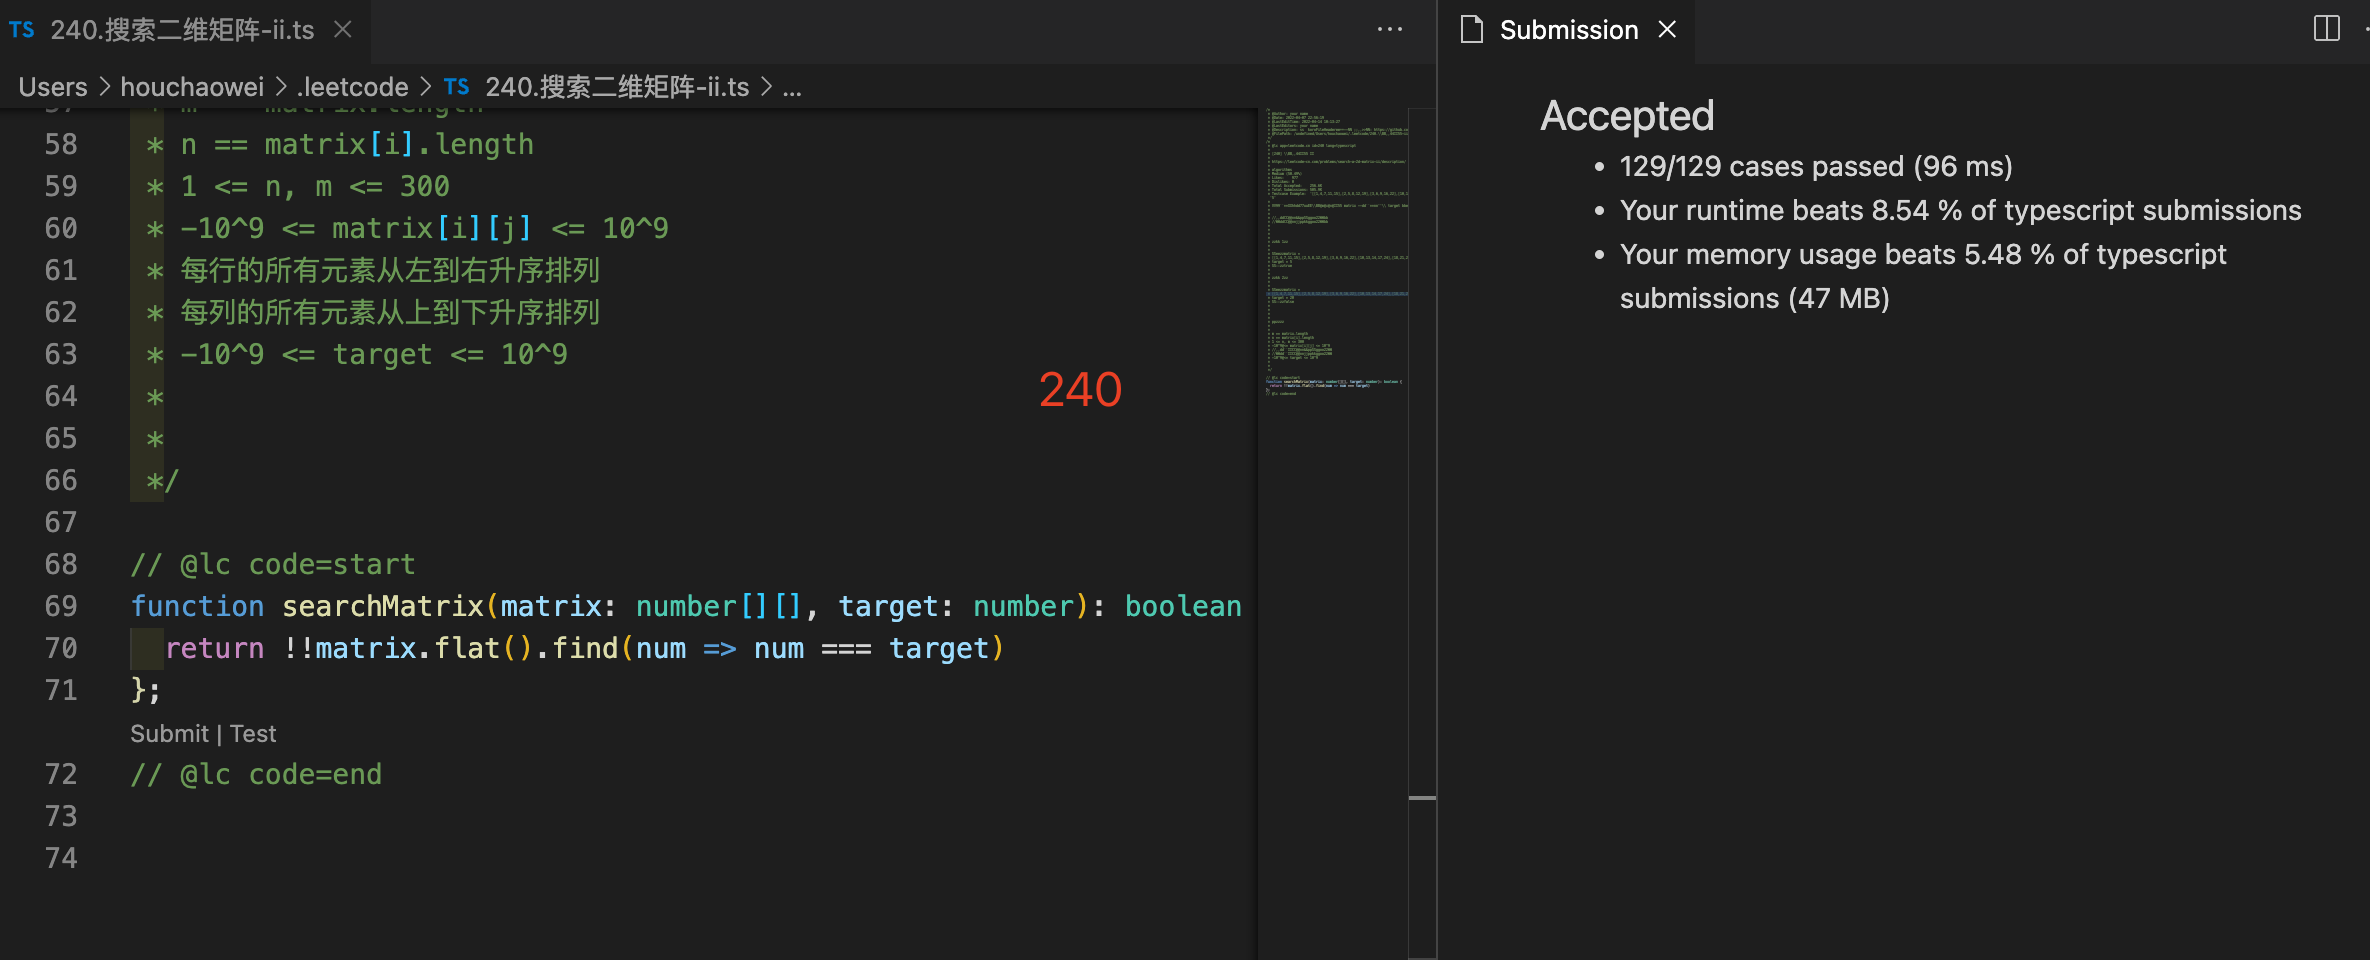 TS 240.搜索二维矩阵-ii.ts
Submission
Users > houchaowei > .leetcode > TS 240.搜索二维矩阵-ii.ts > ...
58 * n == matrix[i].length
59 * 1 <= n, m <= 300
60 * -10^9 <= matrix[i][j] <= 10^9
61 * 每行的所有元素从左到右升序排列
62 * 每列的所有元素从上到下升序排列
63 * -10^9 <= target <= 10^9
64 *
65 *
66 */
67
68 // @lc code=start
69 function searchMatrix(matrix: number[][], target: number): boolean
70 return !!matrix.flat().find(num => num === target)
71 };
Submit | Test
72 // @lc code=end
73
74
240
Accepted
• 129/129 cases passed (96 ms)
• Your runtime beats 8.54 % of typescript submissions
• Your memory usage beats 5.48 % of typescript
submissions (47 MB)